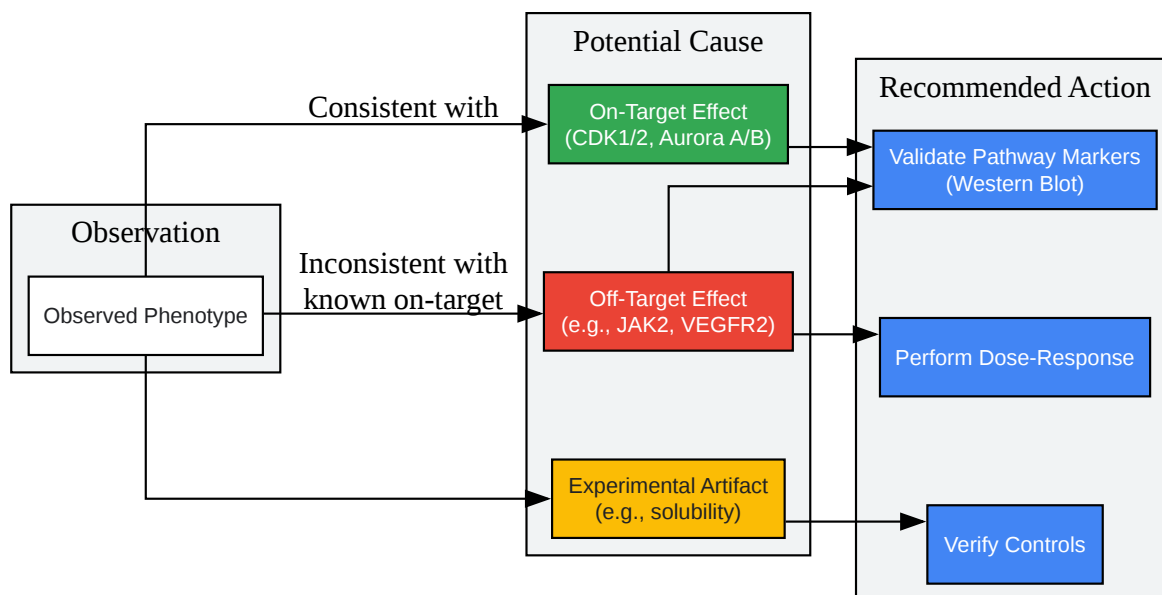 Potential Cause
Recommended Action
Consistent with
On-Target Effect
(CDK1/2, Aurora A/B)
Validate Pathway Markers
(Western Blot)
Observation
Observed Phenotype
Inconsistent with
known on-target
Off-Target Effect
(e.g., JAK2, VEGFR2)
Perform Dose-Response
Experimental Artifact
(e.g., solubility)
Verify Controls